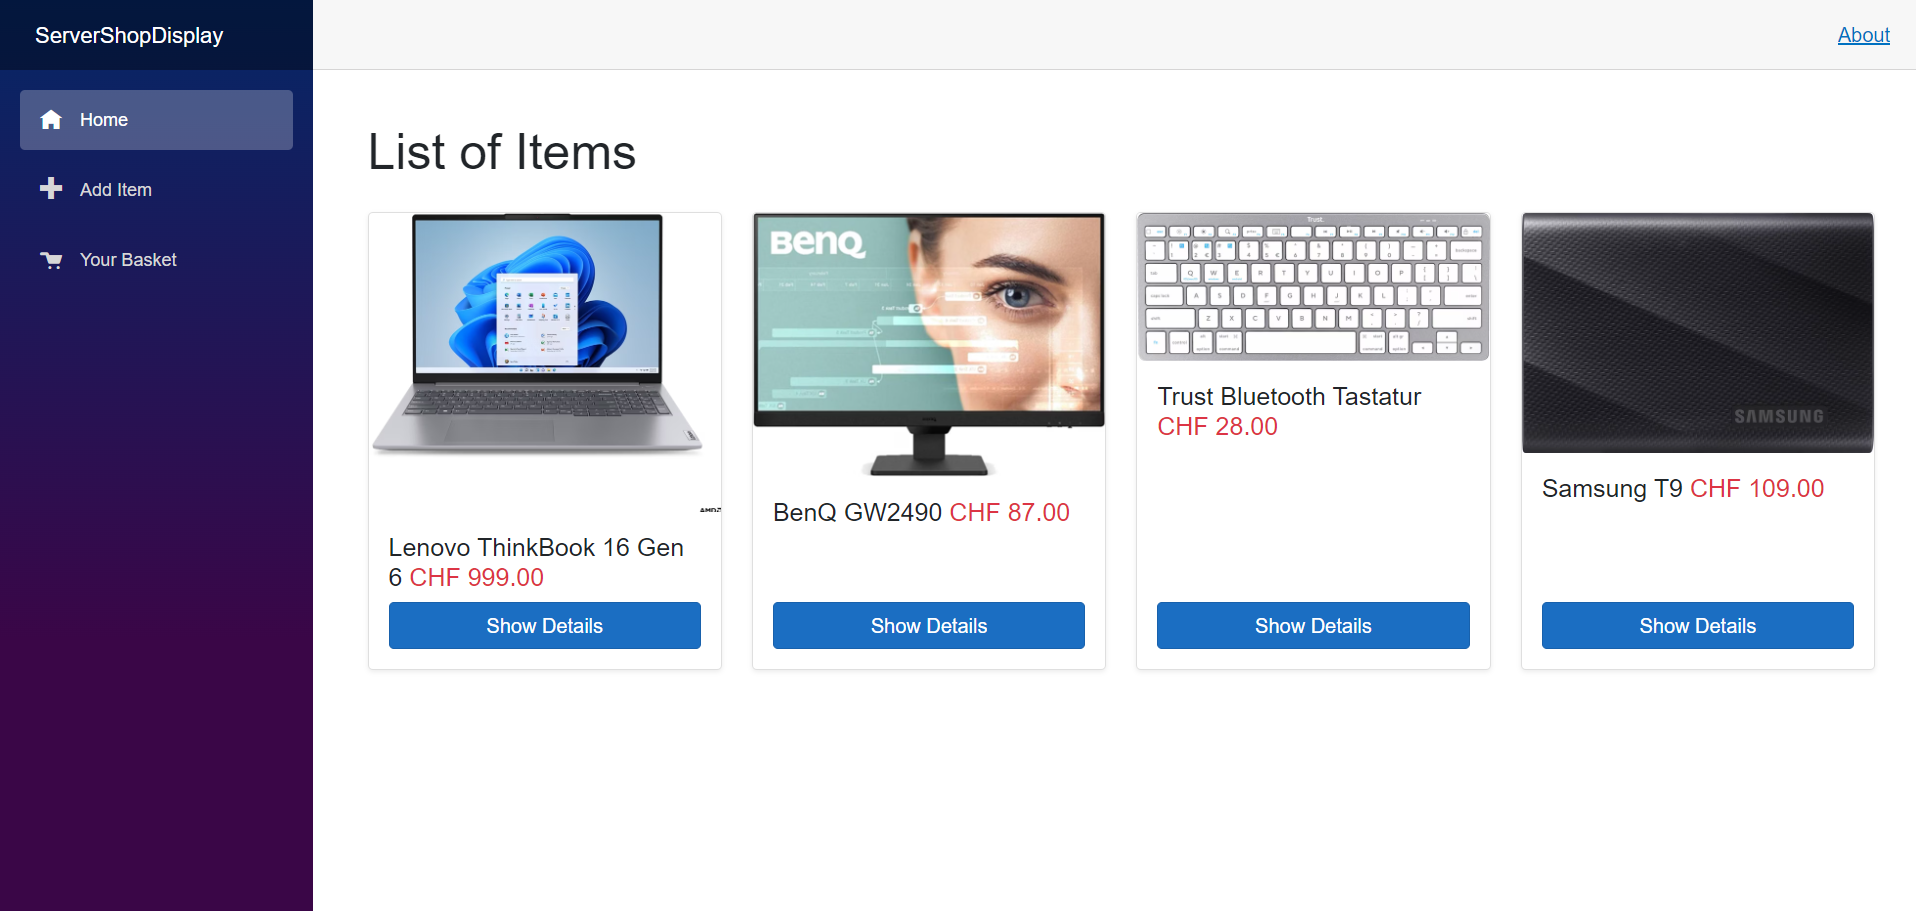 ServerShopDisplay
About
Home
Add Item
Your Basket
List of Items
BenQ
Trust.
SAMSUNG
Lenovo ThinkBook 16 Gen
6 CHF 999.00
BenQ GW2490 CHF 87.00
Trust Bluetooth Tastatur
CHF 28.00
Samsung T9 CHF 109.00
Show Details
Show Details
Show Details
Show Details